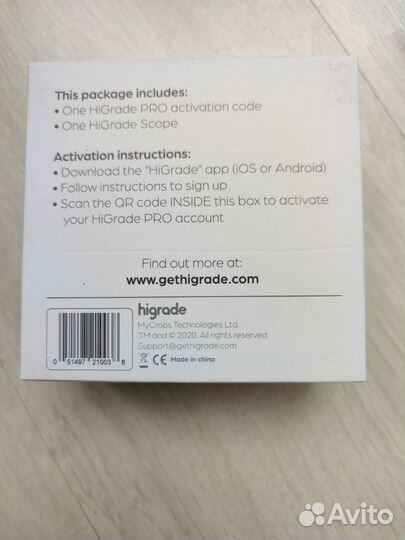 This package includes:
• One HiGrade PRO activation code
• One HiGrade Scope
Activation instructions:
• Download the "HiGrade" app (iOS or Android)
• Follow instructions to sign up
• Scan the QR code INSIDE this box to activate
your HiGrade PRO account
Find out more at:
www.gethigrade.com
higrade
MyCrops Technologies Ltd.
TM and © 2020. All rights reserved.
Support@gethigrade.com
CE Made in china
0 51497 21003 8
Avito